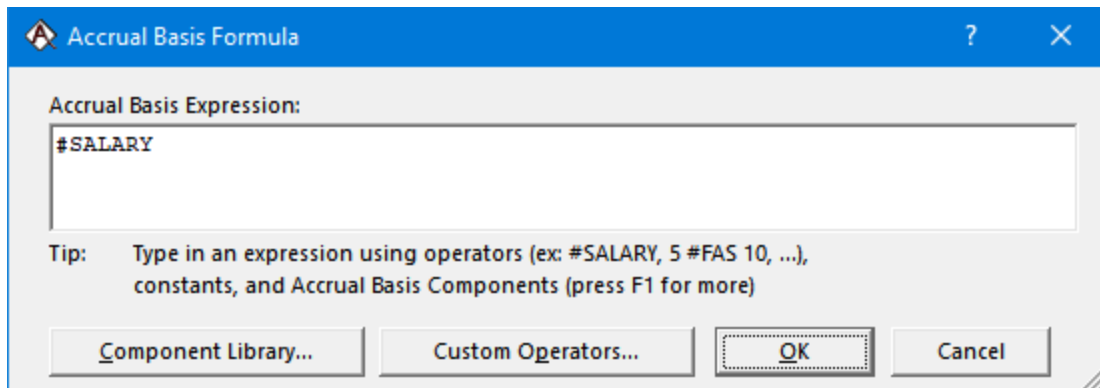 Accrual Basis Formula
?
Accrual Basis Expression:
#SALARY
Tip: Type in an expression using operators (ex: #SALARY, 5 #FAS 10, ...),
constants, and Accrual Basis Components (press F1 for more)
Component Library... Custom Operators... OK Cancel